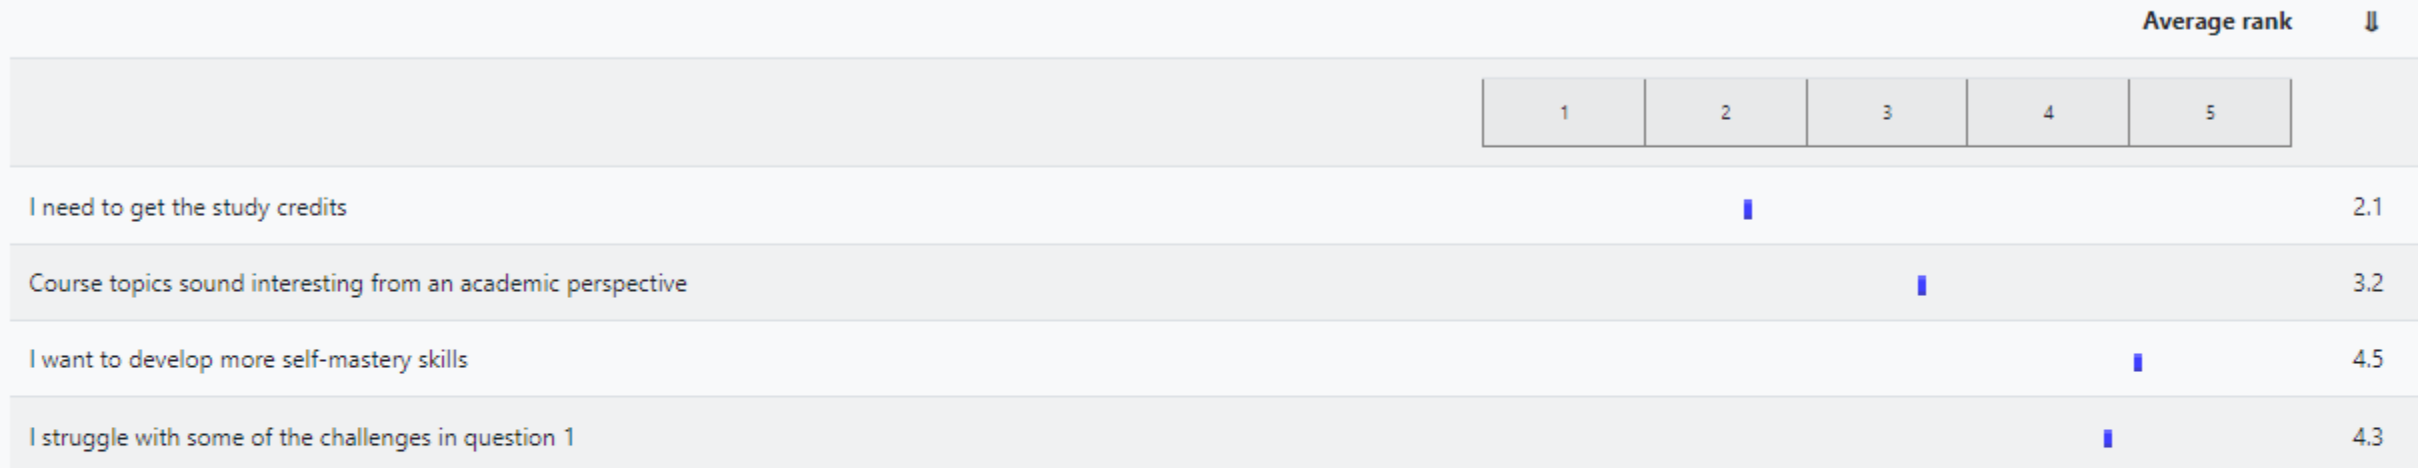 Average rank ⇓
1 2 3 4 5
I need to get the study credits 2.1
Course topics sound interesting from an academic perspective 3.2
I want to develop more self-mastery skills 4.5
I struggle with some of the challenges in question 1 4.3